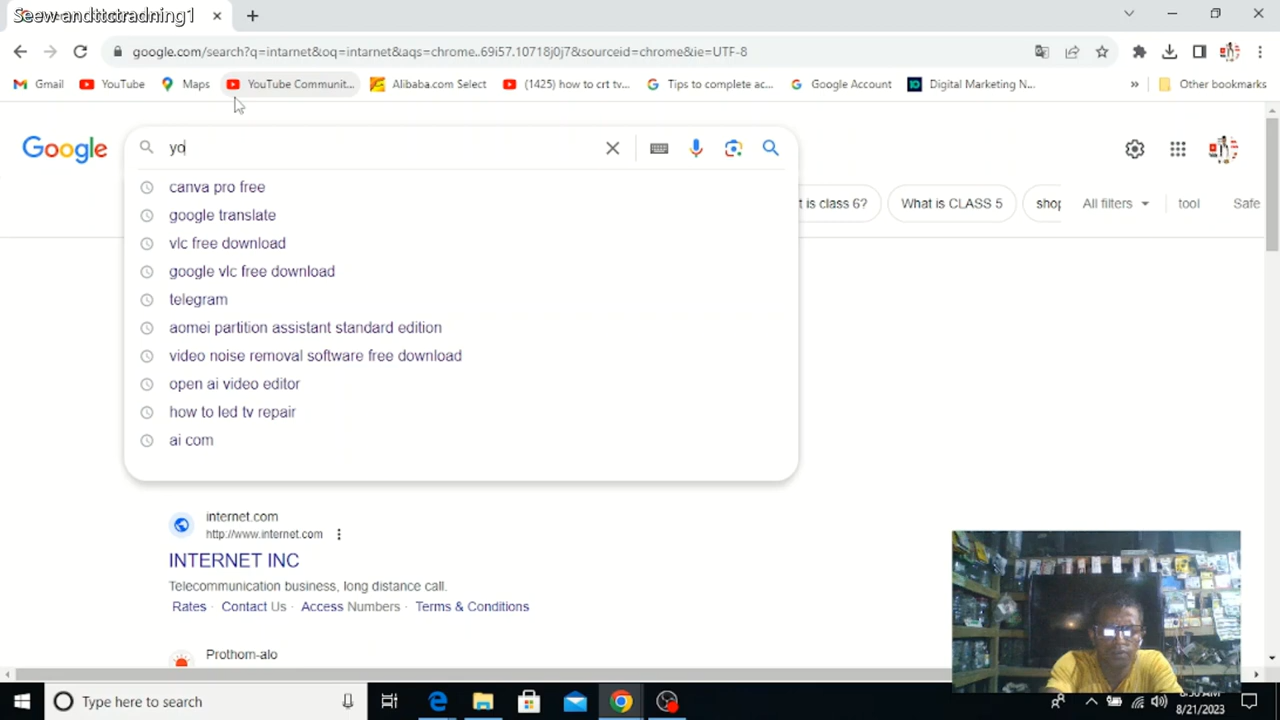 Seew andttctradning1
google.com/search?q=internet&oq=internet&aqs=chrome..69i57.10718j0j7&sourceid=chrome&ie=UTF-8
Gmail YouTube Maps YouTube Communit... Alibaba.com Select (1425) how to crt tv... Tips to complete ac... Google Account Digital Marketing N... » Other bookmarks
Google yo
canva pro free
google translate
t is class 6? What is CLASS 5 shop All filters tool Safe
vlc free download
google vlc free download
telegram
aomei partition assistant standard edition
video noise removal software free download
open ai video editor
how to led tv repair
ai com
internet.com
http://www.internet.com
INTERNET INC
Telecommunication business, long distance call.
Rates · Contact Us · Access Numbers · Terms & Conditions
Prothom-alo
Type here to search
8/21/2023